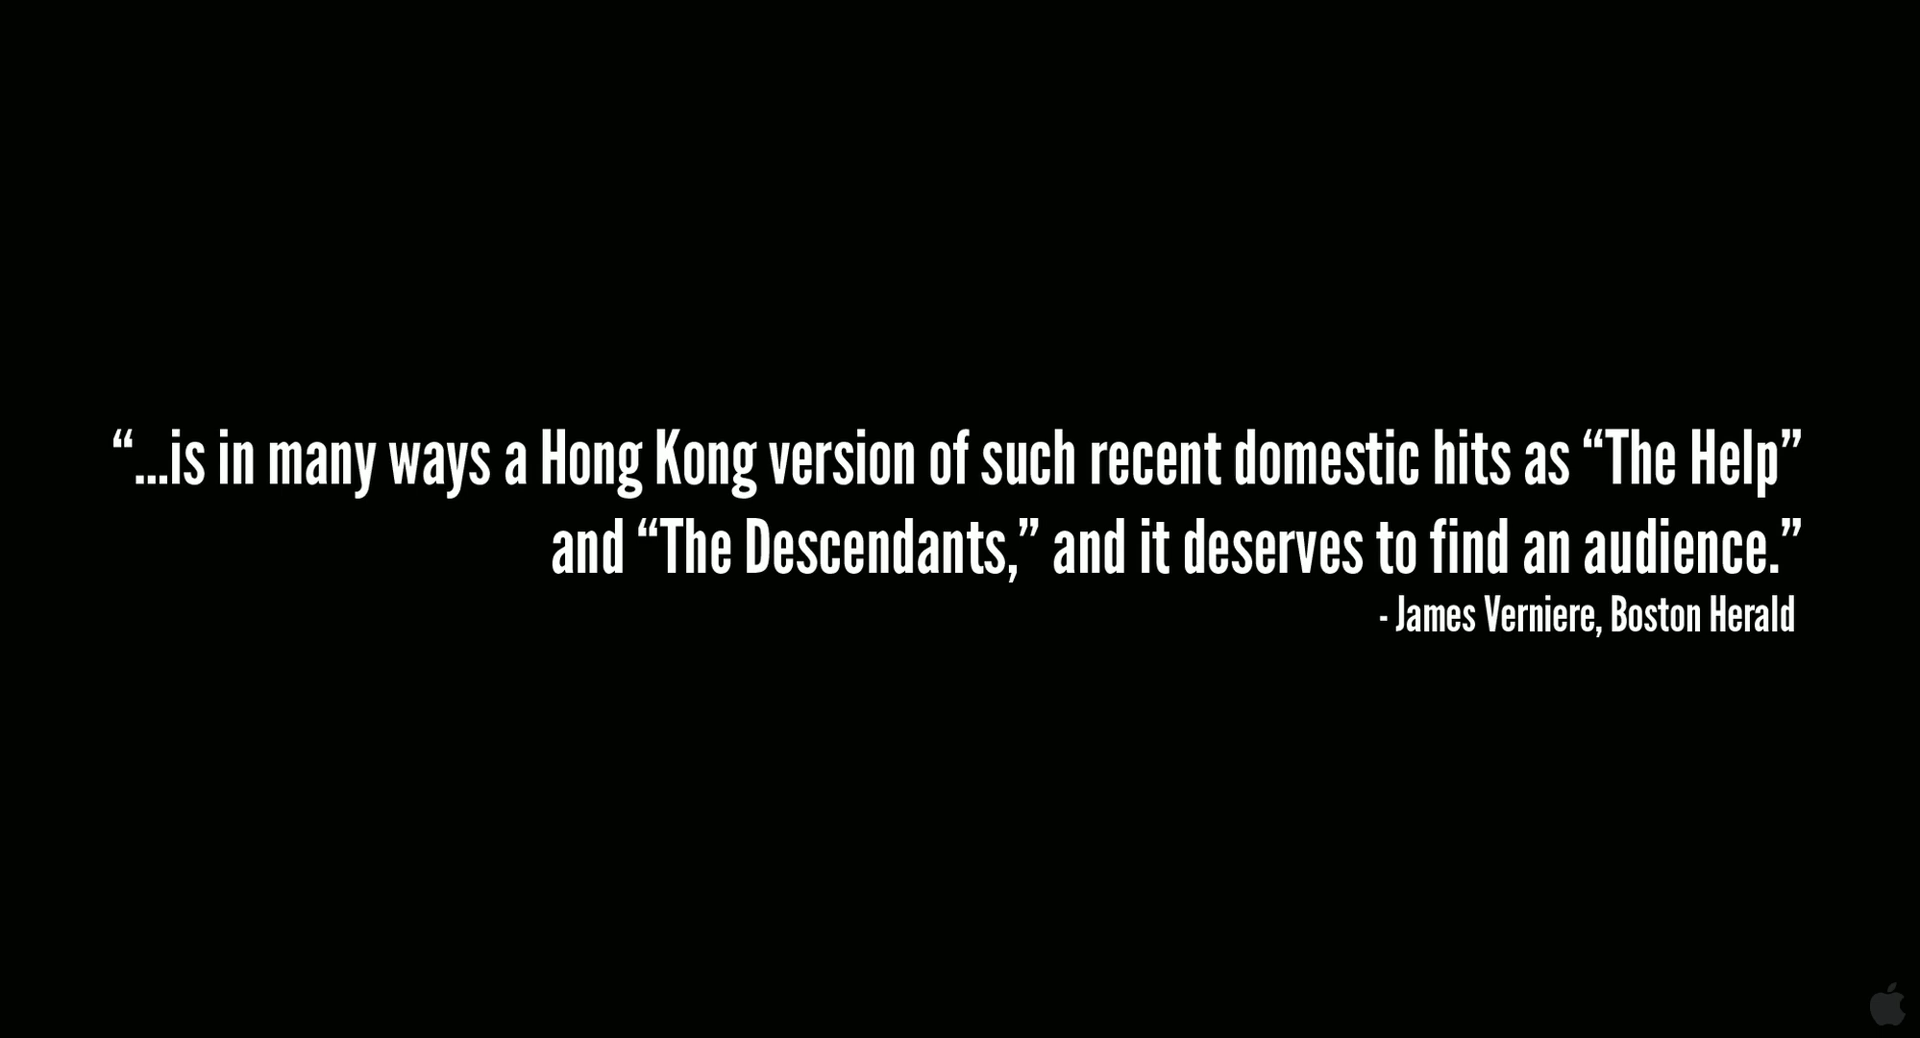 “...is in many ways a Hong Kong version of such recent domestic hits as “The Help”
and “The Descendants,” and it deserves to find an audience.”
- James Verniere, Boston Herald